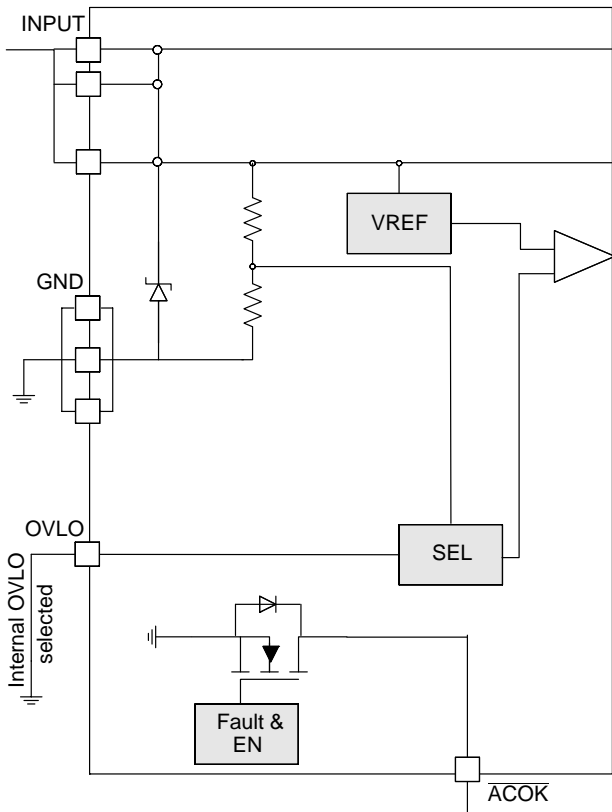 INPUT
VREF
GND
OVLO
SEL
Internal OVLO
selected
Fault &
EN
ACOK